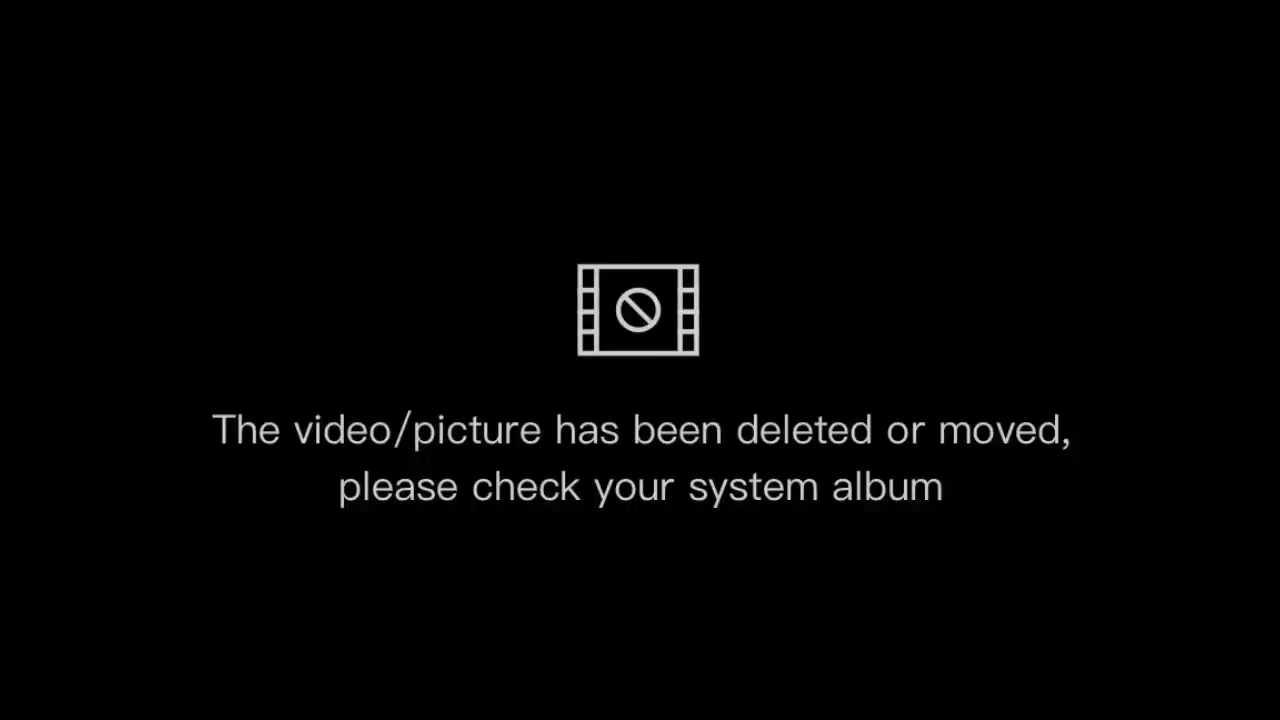 The video/picture has been deleted or moved,
please check your system album